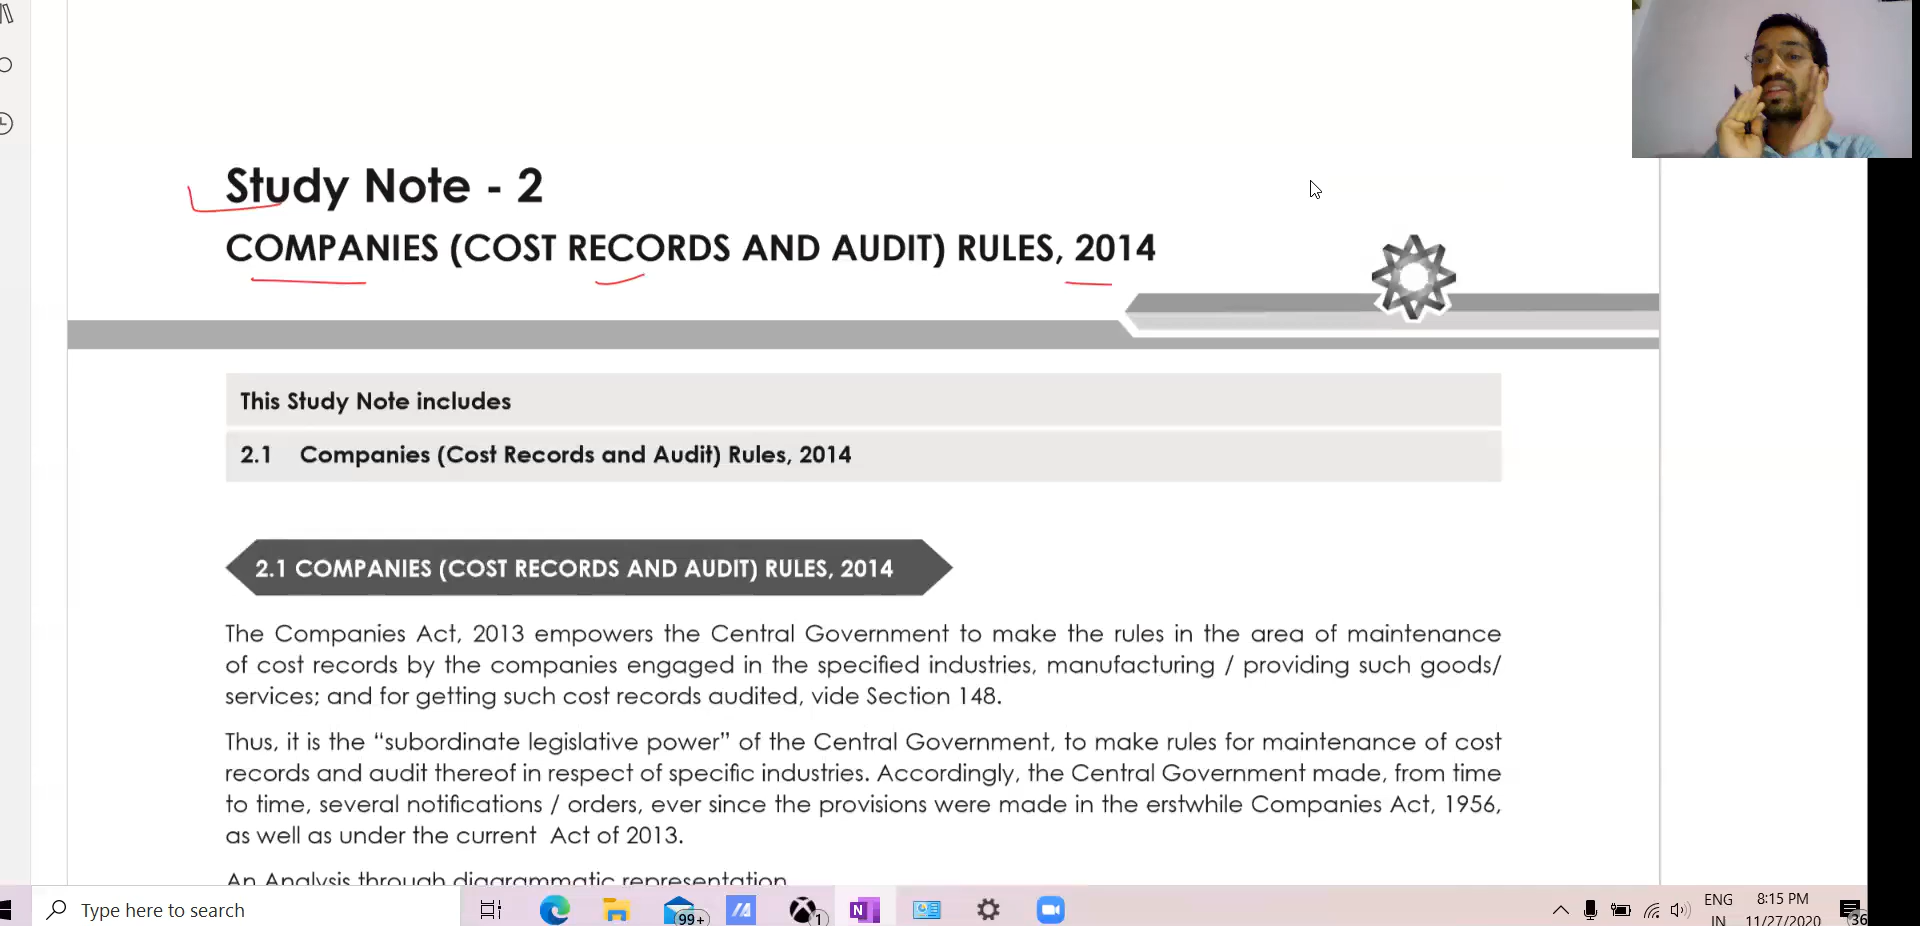 Study Note - 2
COMPANIES (COST RECORDS AND AUDIT) RULES, 2014
This Study Note includes
2.1 Companies (Cost Records and Audit) Rules, 2014
2.1 COMPANIES (COST RECORDS AND AUDIT) RULES, 2014
The Companies Act, 2013 empowers the Central Government to make the rules in the area of maintenance
of cost records by the companies engaged in the specified industries, manufacturing / providing such goods/
services; and for getting such cost records audited, vide Section 148.
Thus, it is the “subordinate legislative power” of the Central Government, to make rules for maintenance of cost
records and audit thereof in respect of specific industries. Accordingly, the Central Government made, from time
to time, several notifications / orders, ever since the provisions were made in the erstwhile Companies Act, 1956,
as well as under the current Act of 2013.
An Analysis through diagrammatic representation
Type here to search
99+
1
N
ENG
IN
8:15 PM
11/27/2020
36